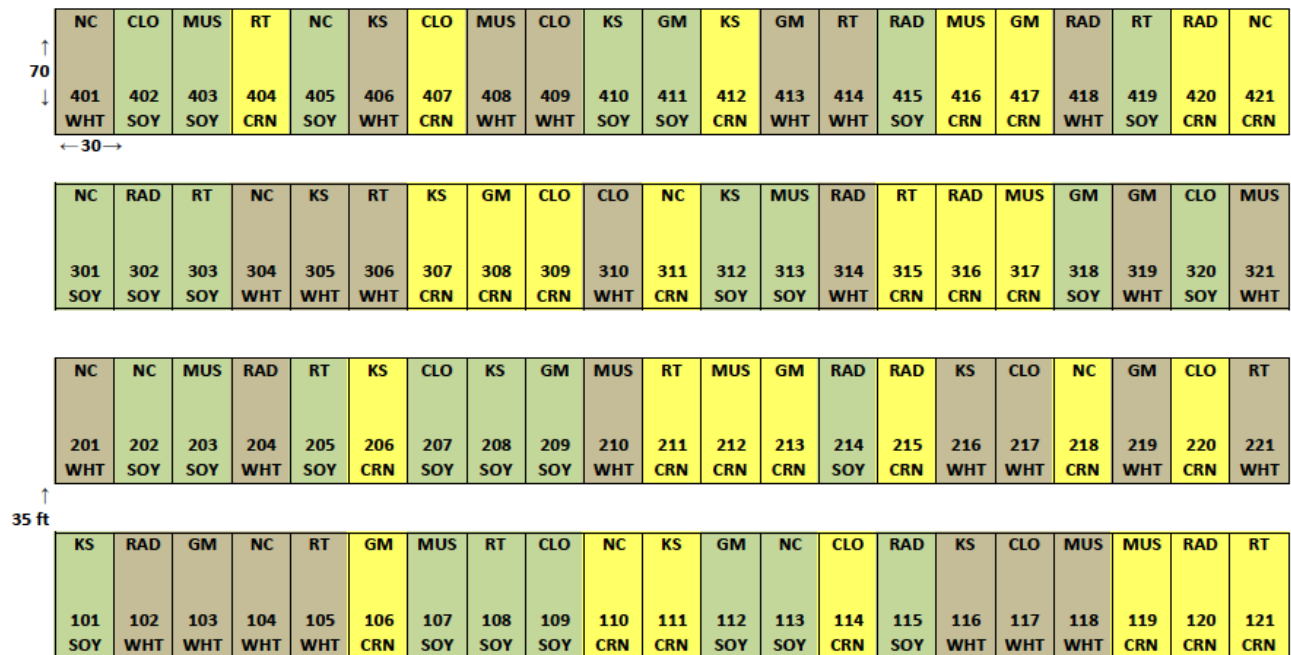 NC CLO MUS RT NC KS CLO MUS CLO KS GM KS GM RT RAD MUS GM RAD RT RAD NC
↑
70
↓
401 402 403 404 405 406 407 408 409 410 411 412 413 414 415 416 417 418 419 420 421
WHT SOY SOY CRN SOY WHT CRN WHT WHT SOY SOY CRN WHT WHT SOY CRN CRN WHT SOY CRN CRN
←30→
NC RAD RT NC KS RT KS GM CLO CLO NC KS MUS RAD RT RAD MUS GM GM CLO MUS
301 302 303 304 305 306 307 308 309 310 311 312 313 314 315 316 317 318 319 320 321
SOY SOY SOY WHT WHT WHT CRN CRN CRN WHT CRN SOY SOY WHT CRN CRN CRN SOY WHT SOY WHT
NC NC MUS RAD RT KS CLO KS GM MUS RT MUS GM RAD RAD KS CLO NC GM CLO RT
201 202 203 204 205 206 207 208 209 210 211 212 213 214 215 216 217 218 219 220 221
WHT SOY SOY WHT SOY CRN SOY SOY SOY WHT CRN CRN CRN SOY CRN WHT WHT CRN WHT CRN WHT
↑
35 ft
KS RAD GM NC RT GM MUS RT CLO NC KS GM NC CLO RAD KS CLO MUS MUS RAD RT
101 102 103 104 105 106 107 108 109 110 111 112 113 114 115 116 117 118 119 120 121
SOY WHT WHT WHT WHT CRN SOY SOY SOY CRN CRN SOY SOY CRN SOY WHT WHT WHT CRN CRN CRN